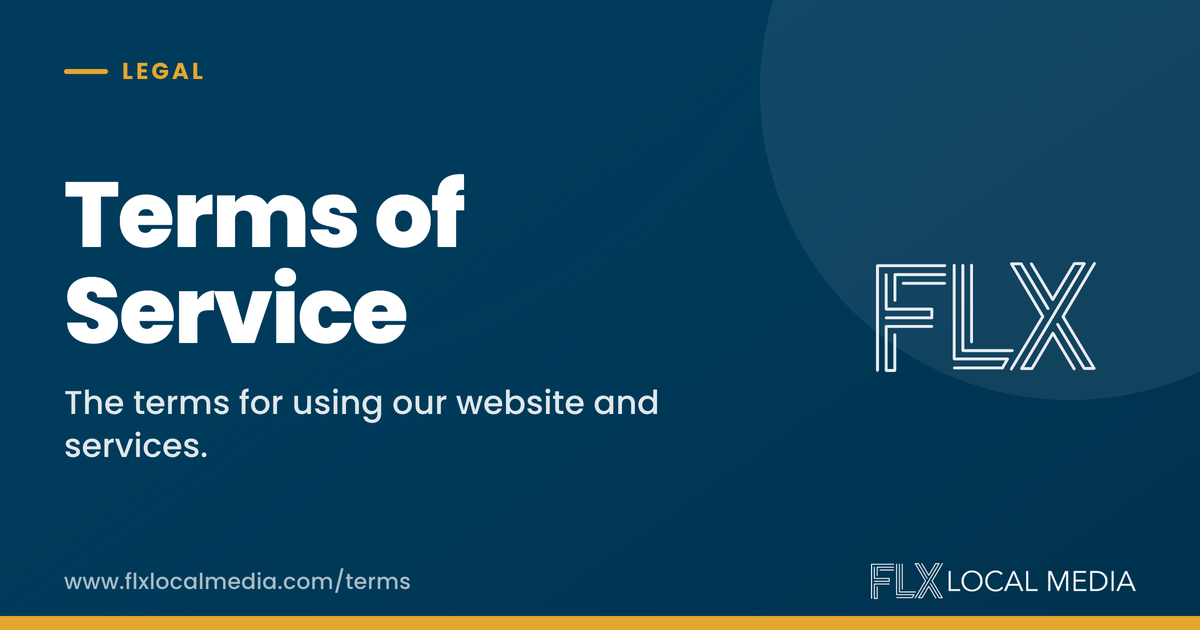 LEGAL
Terms of
Service
The terms for using our website and
services.
FLX
www.flxlocalmedia.com/terms
FLX LOCAL MEDIA